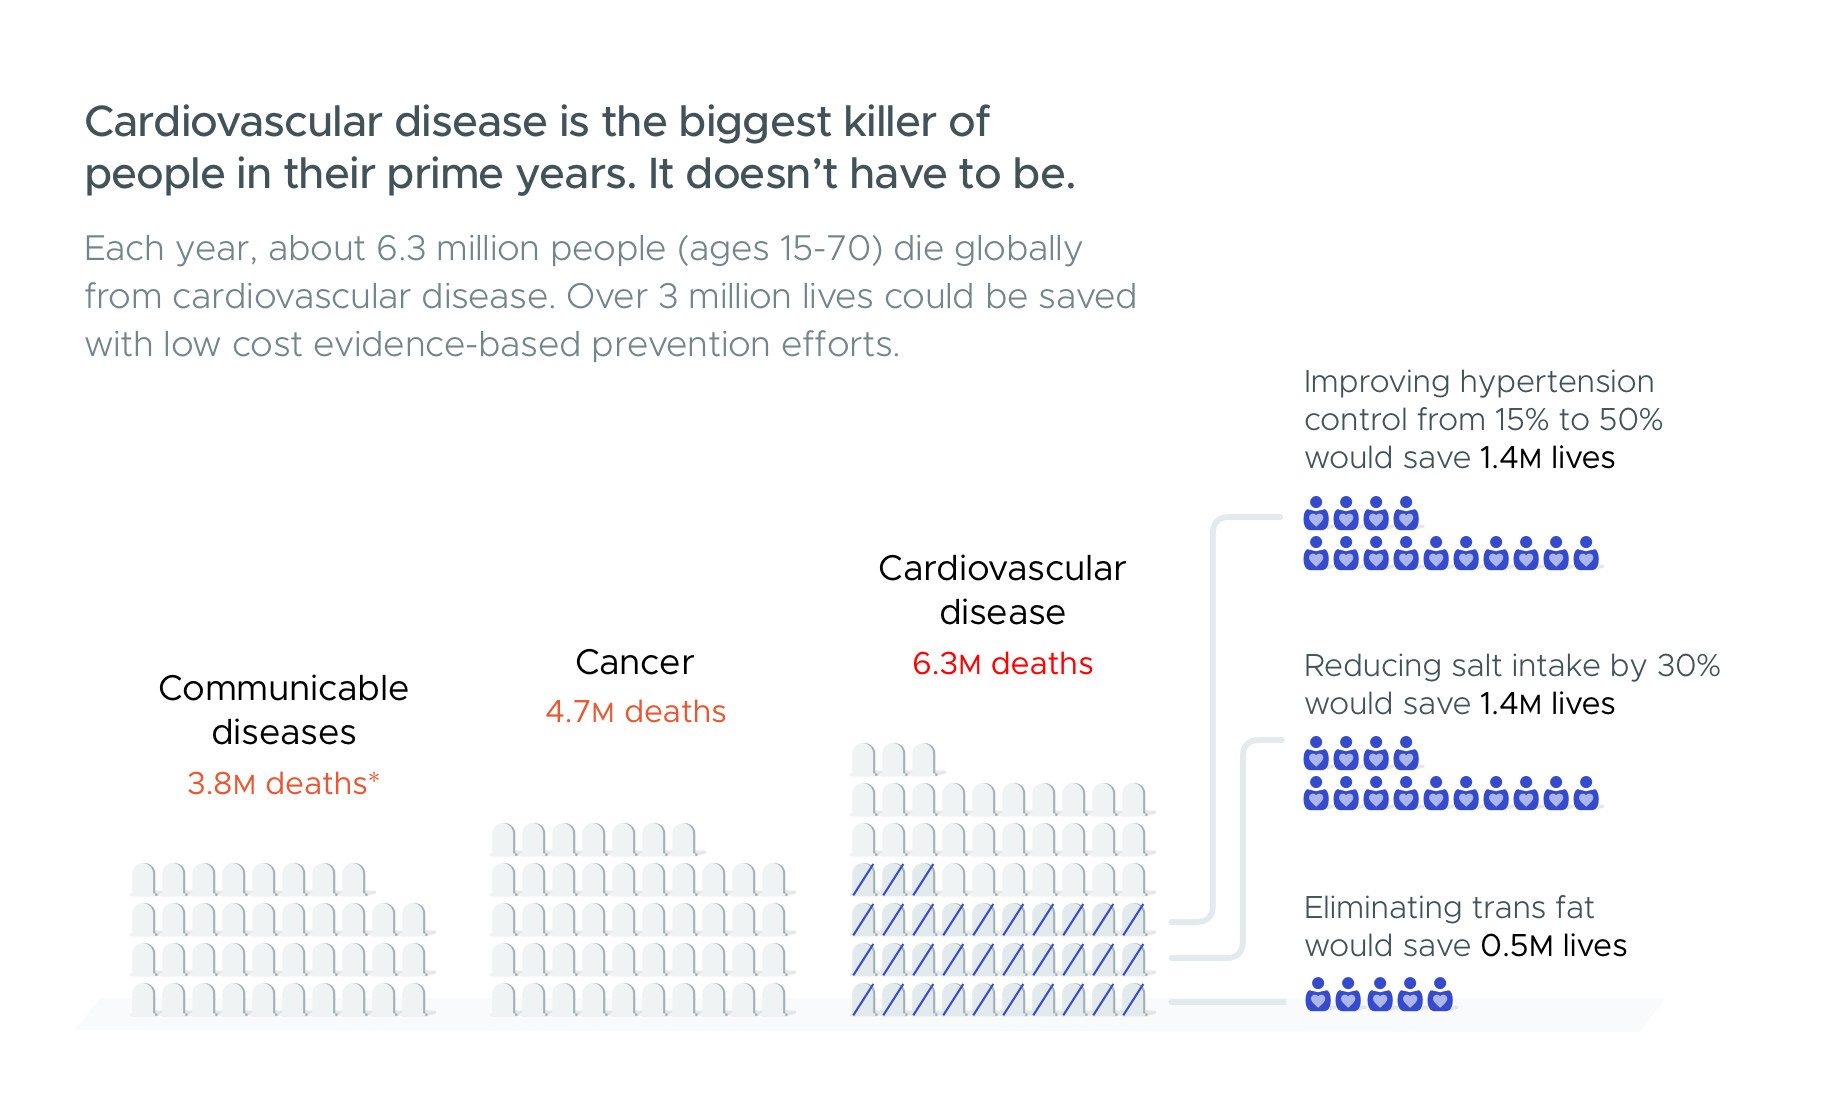 Cardiovascular disease is the biggest killer of
people in their prime years. It doesn’t have to be.
Each year, about 6.3 million people (ages 15-70) die globally
from cardiovascular disease. Over 3 million lives could be saved
with low cost evidence-based prevention efforts.
Communicable
diseases
3.8M deaths*
Cancer
4.7M deaths
Cardiovascular
disease
6.3M deaths
Improving hypertension
control from 15% to 50%
would save 1.4M lives
Reducing salt intake by 30%
would save 1.4M lives
Eliminating trans fat
would save 0.5M lives